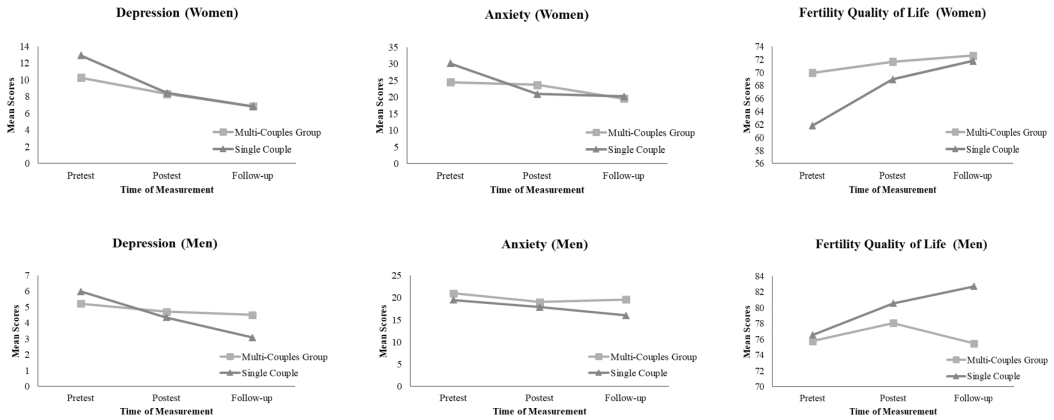 Depression (Women)
14
12
10
8
6
4
2
0
Mean Scores
Multi-Couples Group
Single Couple
Pretest Postest Follow-up
Time of Measurement
Anxiety (Women)
35
30
25
20
15
10
5
0
Mean Scores
Multi-Couples Group
Single Couple
Pretest Postest Follow-up
Time of Measurement
Fertility Quality of Life (Women)
74
72
70
68
66
64
62
60
58
56
Mean Scores
Multi-Couples Group
Single Couple
Pretest Postest Follow-up
Time of Measurement
Depression (Men)
7
6
5
4
3
2
1
0
Mean Scores
Multi-Couples Group
Single Couple
Pretest Postest Follow-up
Time of Measurement
Anxiety (Men)
25
20
15
10
5
0
Mean Scores
Multi-Couples Group
Single Couple
Pretest Postest Follow-up
Time of Measurement
Fertility Quality of Life (Men)
84
82
80
78
76
74
72
70
Mean Scores
Multi-Couples Group
Single Couple
Pretest Postest Follow-up
Time of Measurement